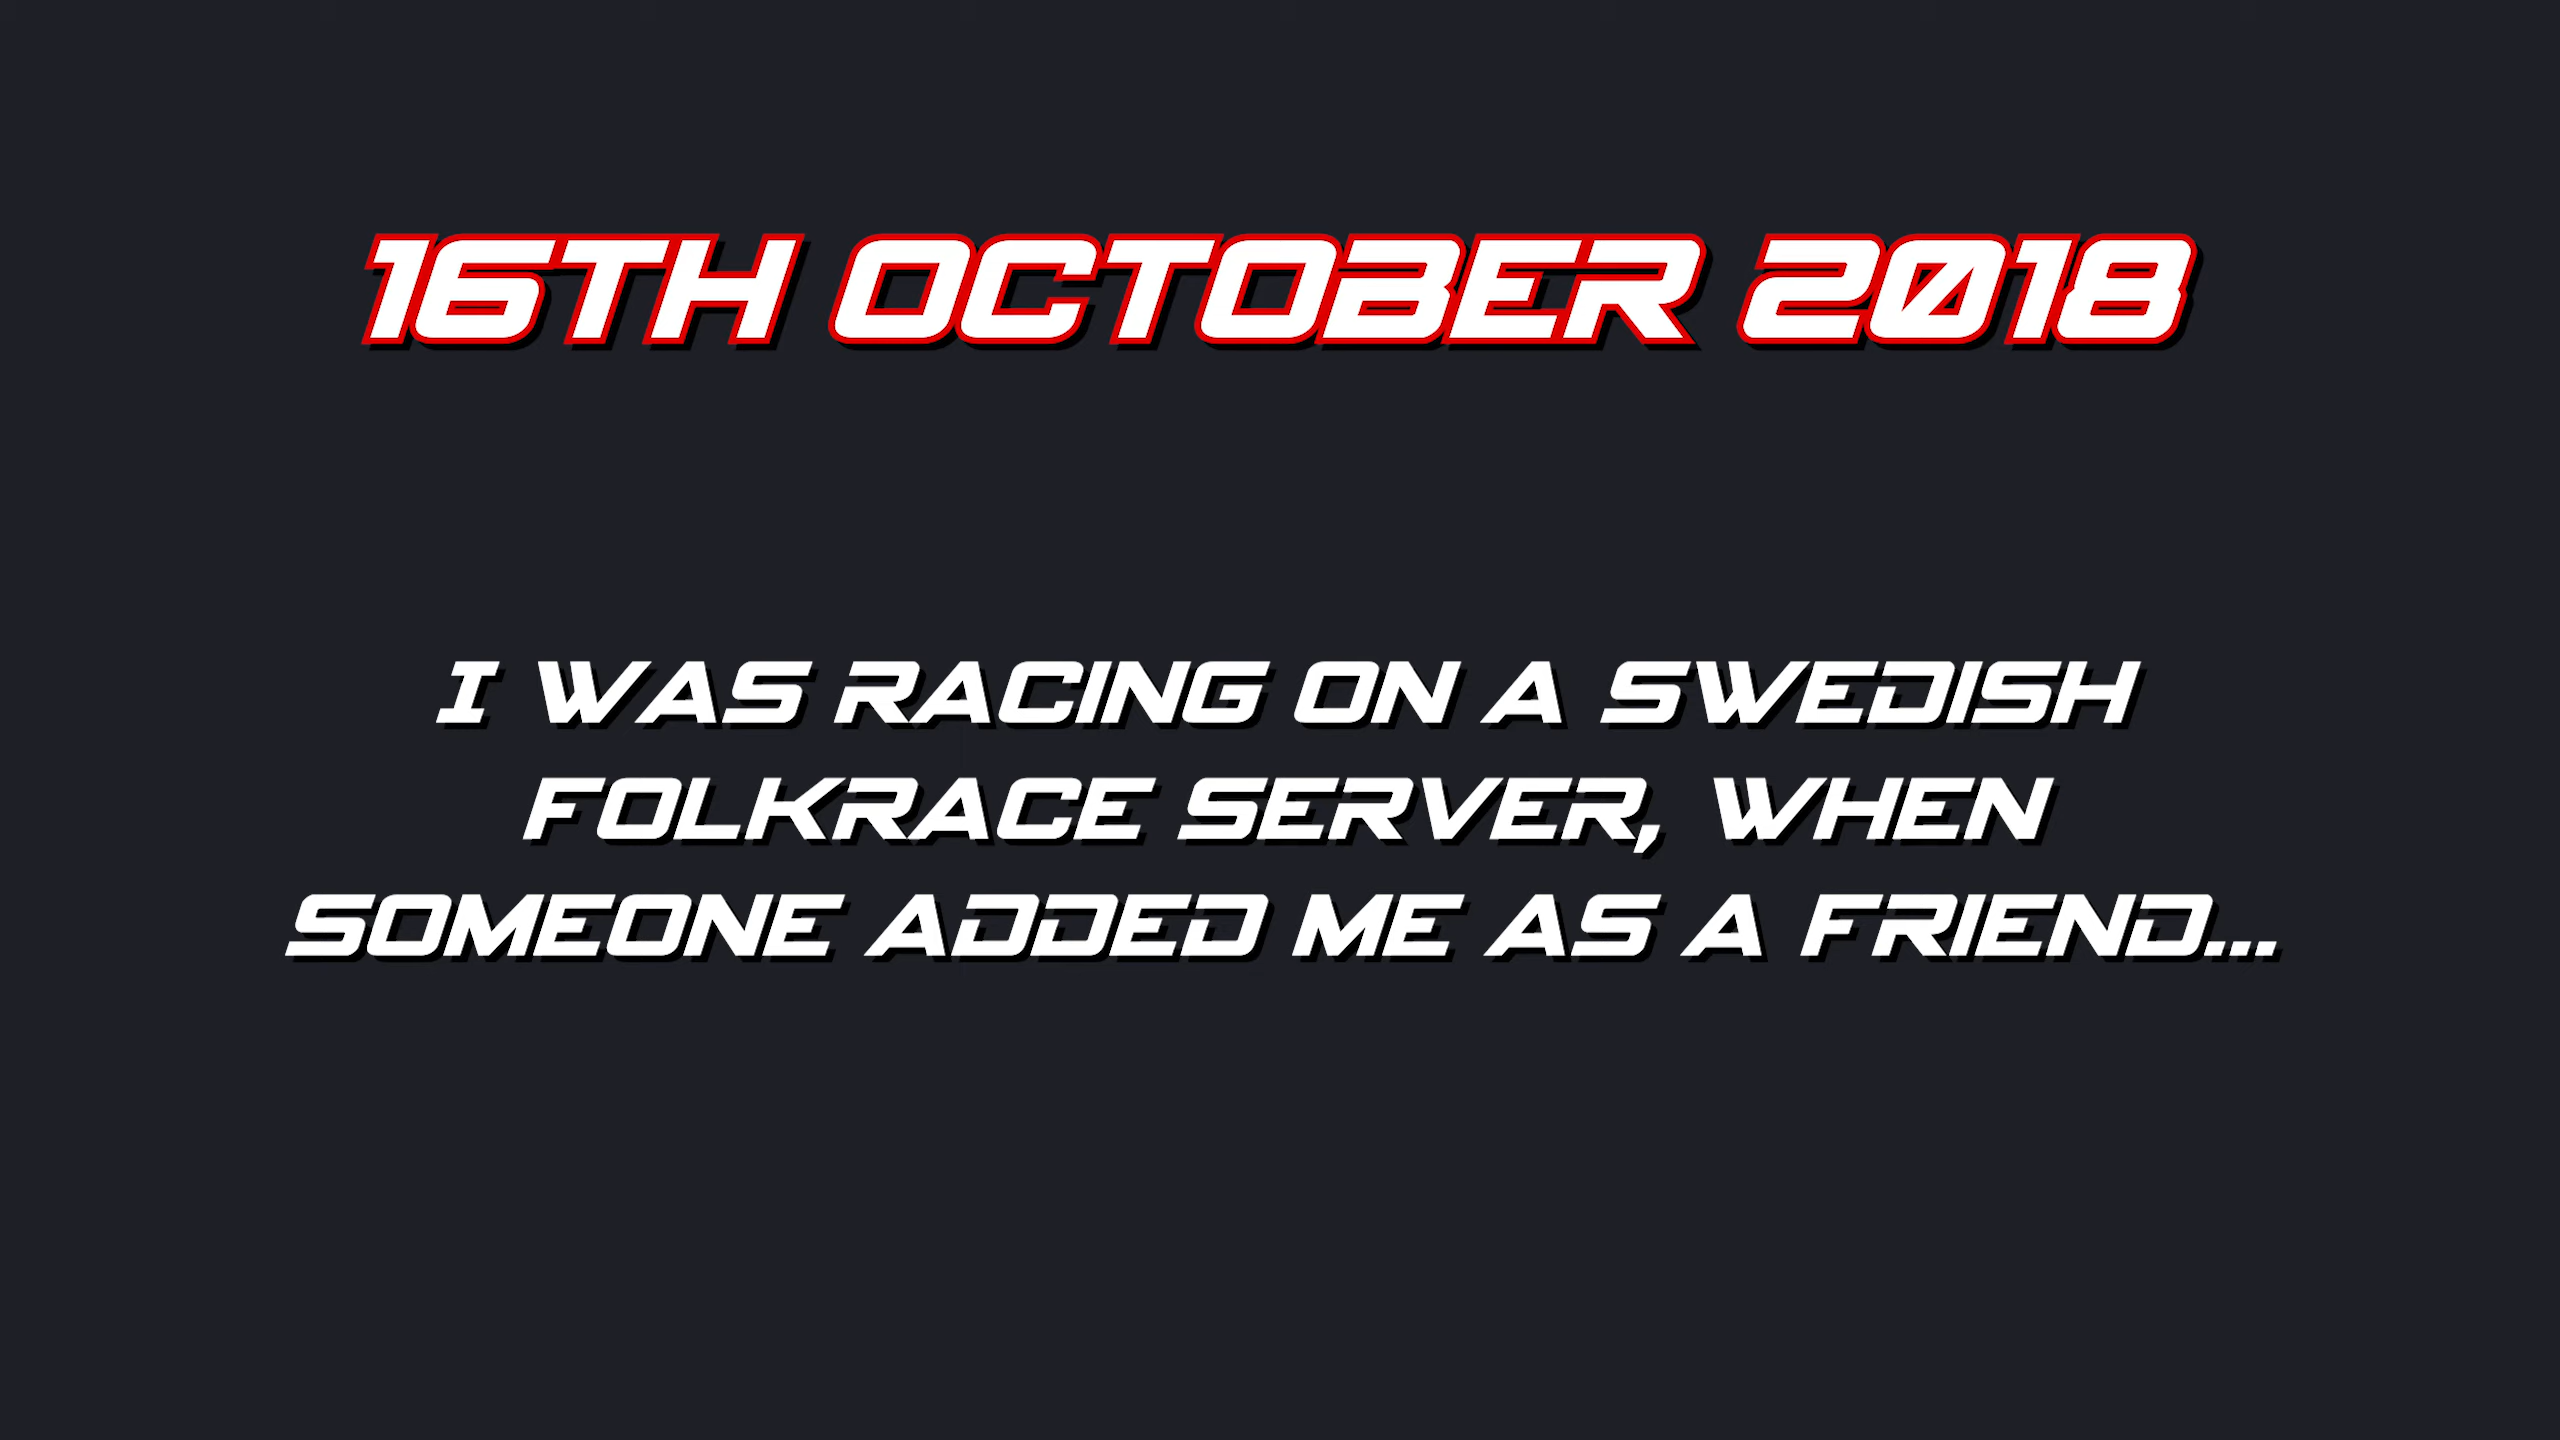 16TH OCTOBER 2018
I WAS RACING ON A SWEDISH
FOLKRACE SERVER, WHEN
SOMEONE ADDED ME AS A FRIEND...